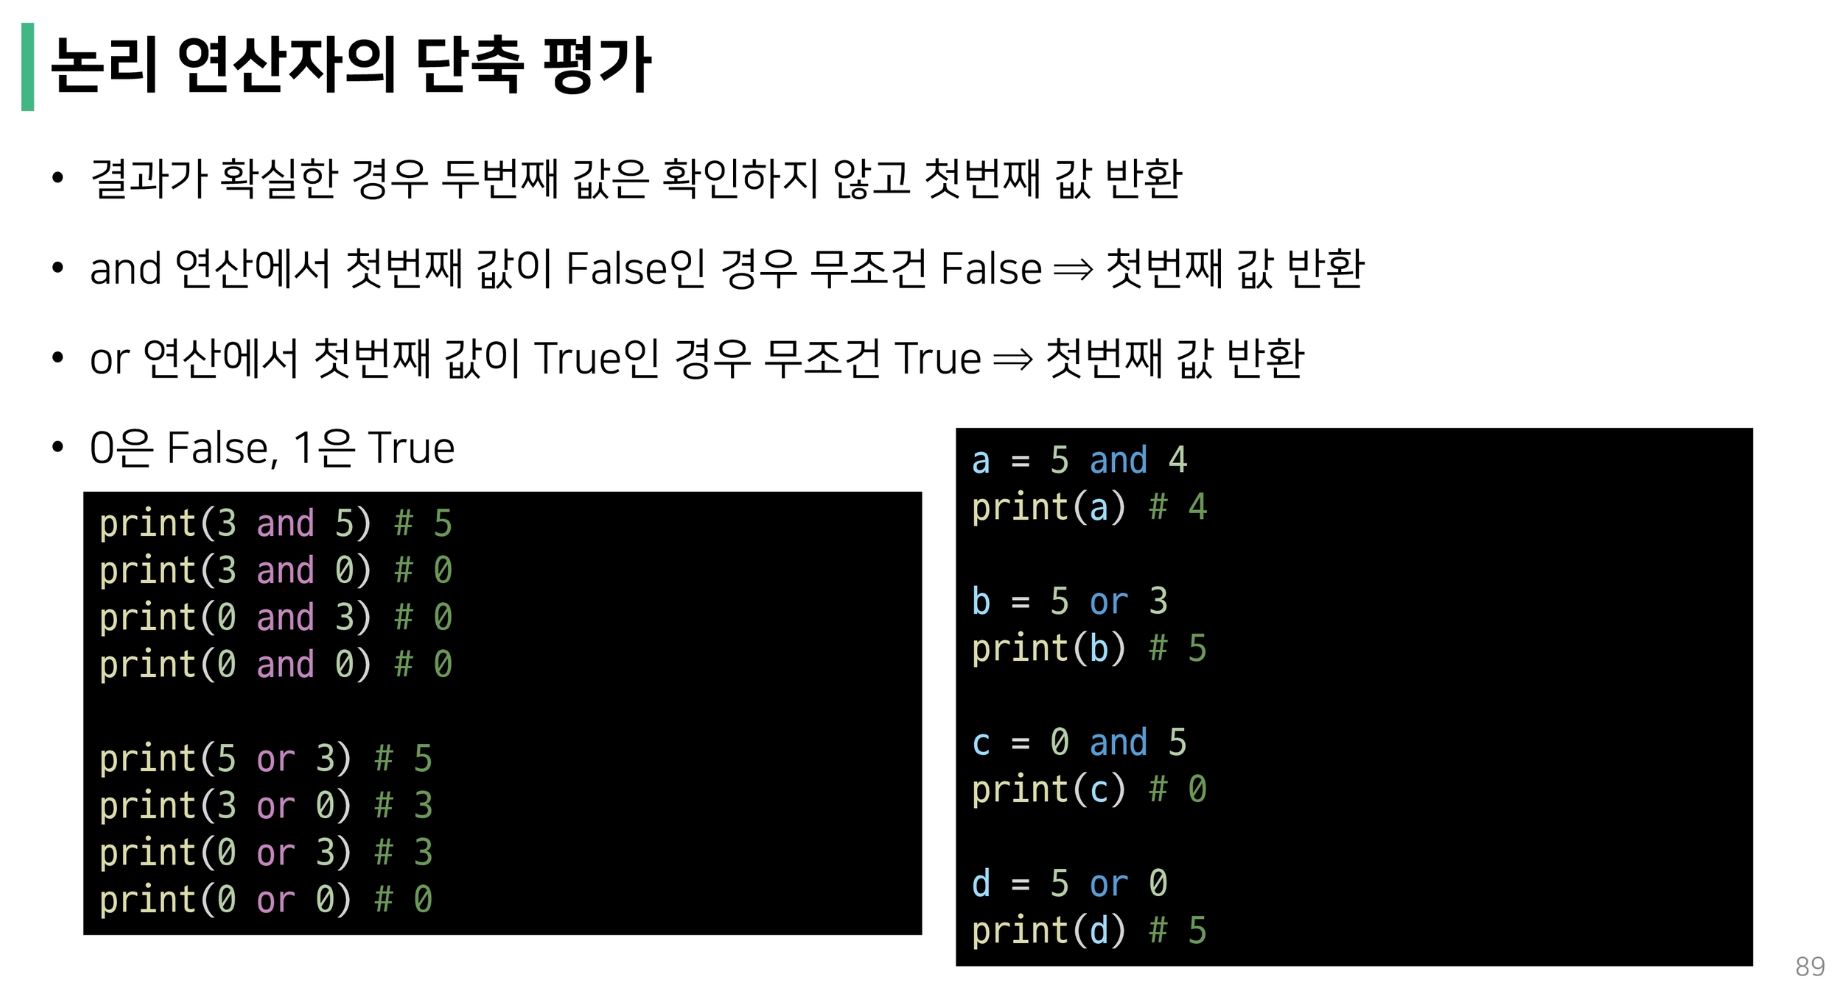 논리 연산자의 단축 평가
• 결과가 확실한 경우 두번째 값은 확인하지 않고 첫번째 값 반환
• and 연산에서 첫번째 값이 False인 경우 무조건 False ⇒ 첫번째 값 반환
• or 연산에서 첫번째 값이 True인 경우 무조건 True ⇒ 첫번째 값 반환
• 0은 False, 1은 True
print(3 and 5) # 5
print(3 and 0) # 0
print(0 and 3) # 0
print(0 and 0) # 0
print(5 or 3) # 5
print(3 or 0) # 3
print(0 or 3) # 3
print(0 or 0) # 0
a = 5 and 4
print(a) # 4
b = 5 or 3
print(b) # 5
c = 0 and 5
print(c) # 0
d = 5 or 0
print(d) # 5
89